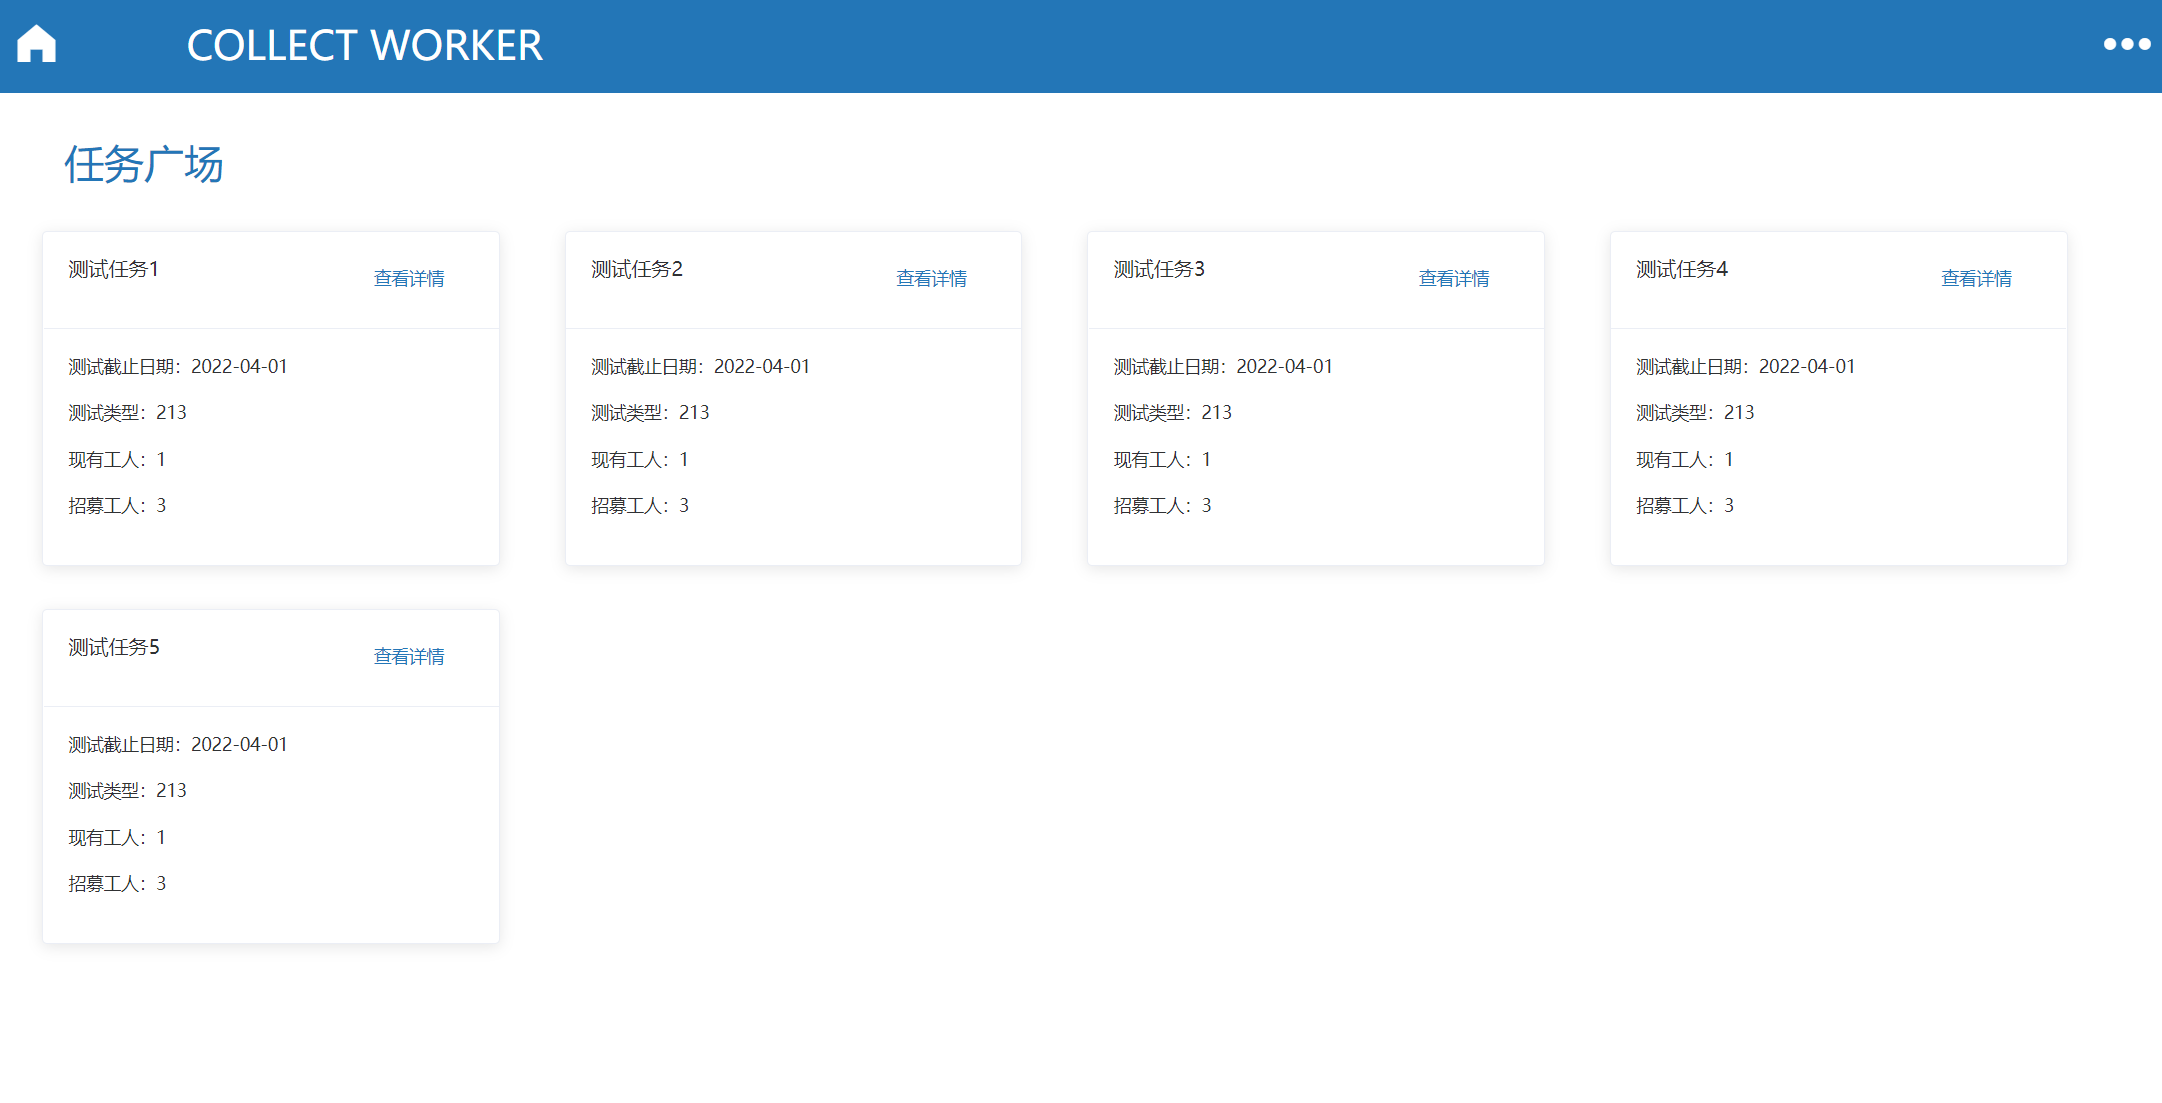 COLLECT WORKER
任务广场
测试任务1
查看详情
测试截止日期：2022-04-01
测试类型：213
现有工人：1
招募工人：3
测试任务2
查看详情
测试截止日期：2022-04-01
测试类型：213
现有工人：1
招募工人：3
测试任务3
查看详情
测试截止日期：2022-04-01
测试类型：213
现有工人：1
招募工人：3
测试任务4
查看详情
测试截止日期：2022-04-01
测试类型：213
现有工人：1
招募工人：3
测试任务5
查看详情
测试截止日期：2022-04-01
测试类型：213
现有工人：1
招募工人：3